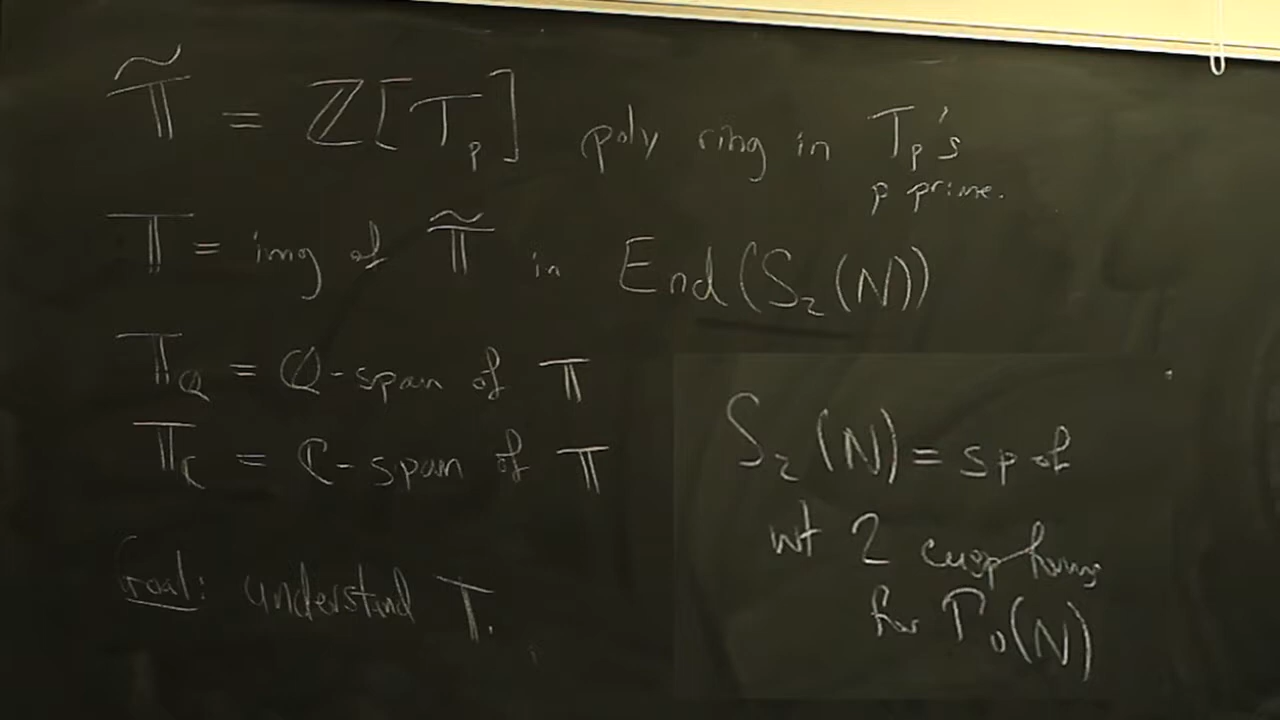 𝕋̃ = ℤ[T_p] poly ring in T_p's
p prime.
𝕋 = img of 𝕋̃ in End(S_2(N))
𝕋_Q = Q-span of 𝕋
𝕋_C = C-span of 𝕋
Goal: understand 𝕋.
S_2(N) = sp of
wt 2 cusp forms
for Γ_0(N)